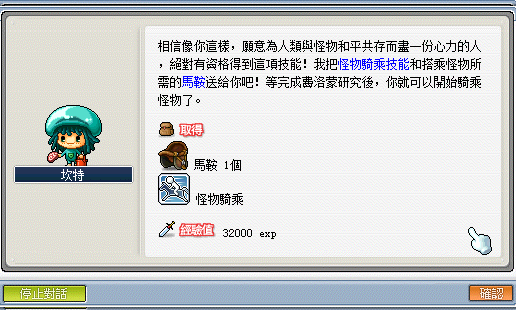 相信像你這樣，願意為人類與怪物和平共存而盡一份心力的人
，絕對有資格得到這項技能！我把怪物騎乘技能和搭乘怪物所
需的馬鞍送給你吧！等完成費洛蒙研究後，你就可以開始騎乘
怪物了。
取得
馬鞍 1個
怪物騎乘
經驗值 32000 exp
坎特
停止對話
確認